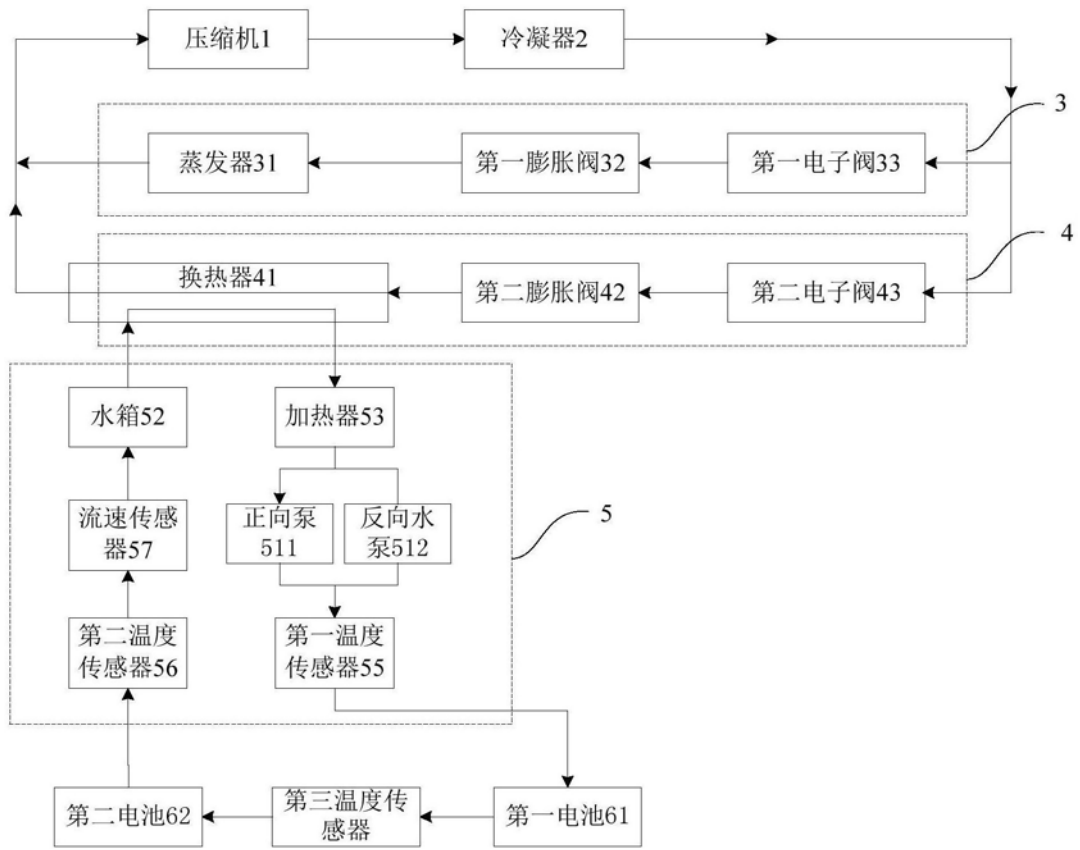 压缩机1
冷凝器2
3
蒸发器31
第一膨胀阀32
第一电子阀33
4
换热器41
第二膨胀阀42
第二电子阀43
水箱52
加热器53
5
流速传感
器57
正向泵
511
反向水
泵512
第二温度
传感器56
第一温度
传感器55
第二电池62
第三温度传
感器
第一电池61